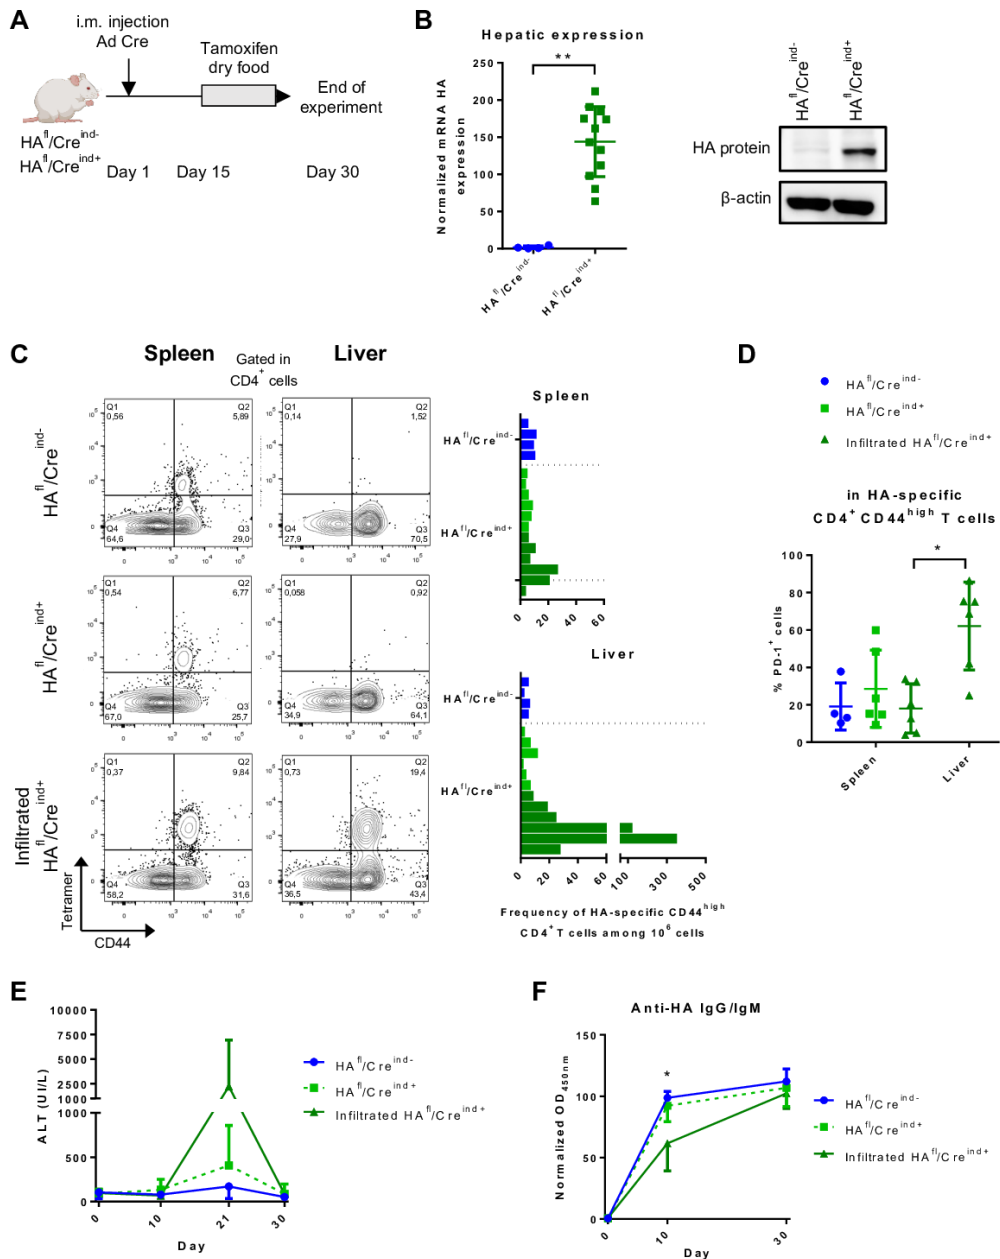 A
i.m. injection
Ad Cre
Tamoxifen
dry food
End of
experiment
HAfl/Creind-
HAfl/Creind+
Day 1
Day 15
Day 30
B
Hepatic expression
**
Normalized mRNA HA
expression
250
200
150
100
50
0
HAfl/Creind-
HAfl/Creind+
HAfl/Creind-
HAfl/Creind+
HA protein
β-actin
C
Spleen
Gated in
CD4+ cells
Liver
HAfl/Creind-
Q1
0,56
Q2
5,89
Q4
64,6
Q3
29,0
Q1
0,14
Q2
1,52
Q4
27,9
Q3
70,5
HAfl/Creind+
Q1
0,54
Q2
6,77
Q4
67,0
Q3
25,7
Q1
0,058
Q2
0,92
Q4
34,9
Q3
64,1
Infiltrated
HAfl/Creind+
Q1
0,37
Q2
9,84
Q4
58,2
Q3
31,6
Q1
0,73
Q2
19,4
Q4
36,5
Q3
43,4
Tetramer
CD44
Spleen
HAfl/Creind-
HAfl/Creind+
0 20 40 60
Liver
HAfl/Creind-
HAfl/Creind+
0 20 40 60 100 300 500
Frequency of HA-specific CD44high
CD4+ T cells among 10^6 cells
D
HAfl/Creind-
HAfl/Creind+
Infiltrated HAfl/Creind+
in HA-specific
CD4+ CD44high T cells
*
% PD-1+ cells
100
80
60
40
20
0
Spleen
Liver
E
ALT (UI/L)
10000
7500
5000
2500
1000
1000
500
0
0 10 21 30
Day
HAfl/Creind-
HAfl/Creind+
Infiltrated HAfl/Creind+
F
Anti-HA IgG/IgM
Normalized OD450nm
150
100
50
0
*
0 10 30
Day
HAfl/Creind-
HAfl/Creind+
Infiltrated HAfl/Creind+